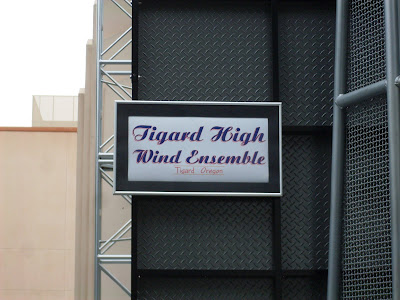 Tigard High
Wind Ensemble
Tigard Oregon